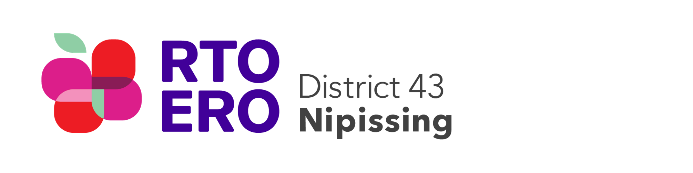 RTO
ERO
District 43
Nipissing